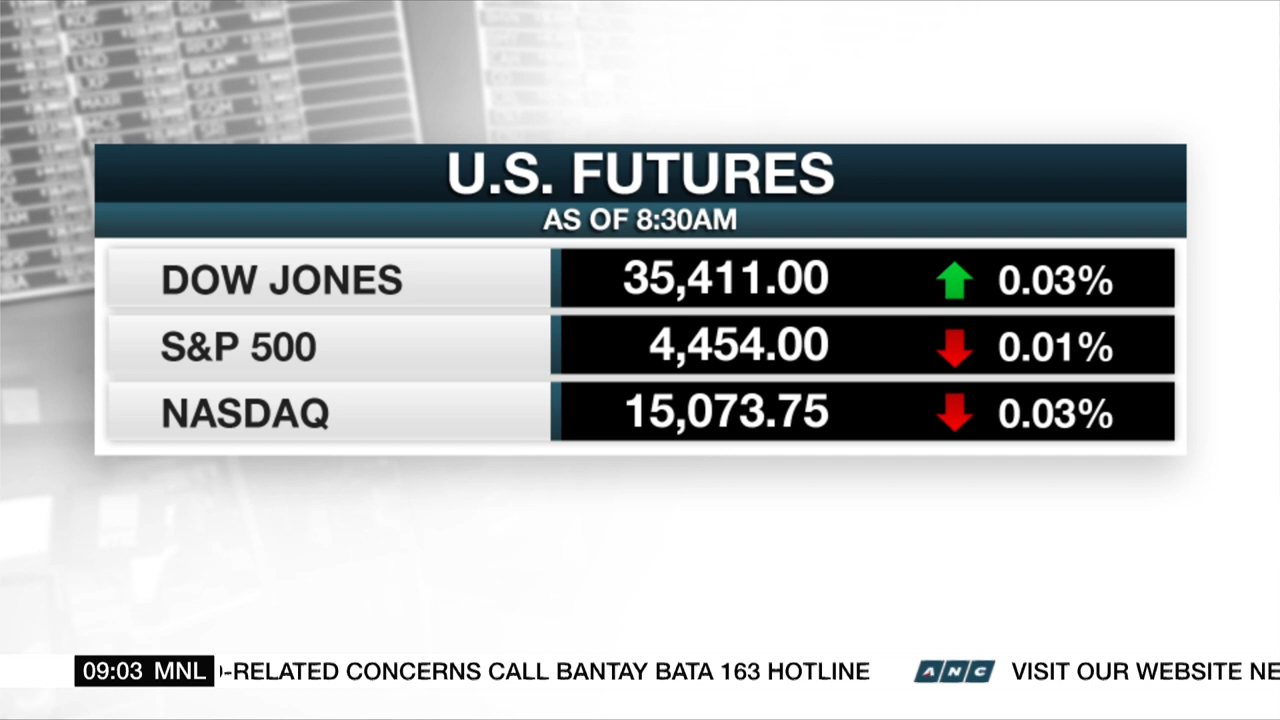 U.S. FUTURES
AS OF 8:30AM
DOW JONES 35,411.00 0.03%
S&P 500 4,454.00 0.01%
NASDAQ 15,073.75 0.03%
09:03 MNL -RELATED CONCERNS CALL BANTAY BATA 163 HOTLINE ANC VISIT OUR WEBSITE NE